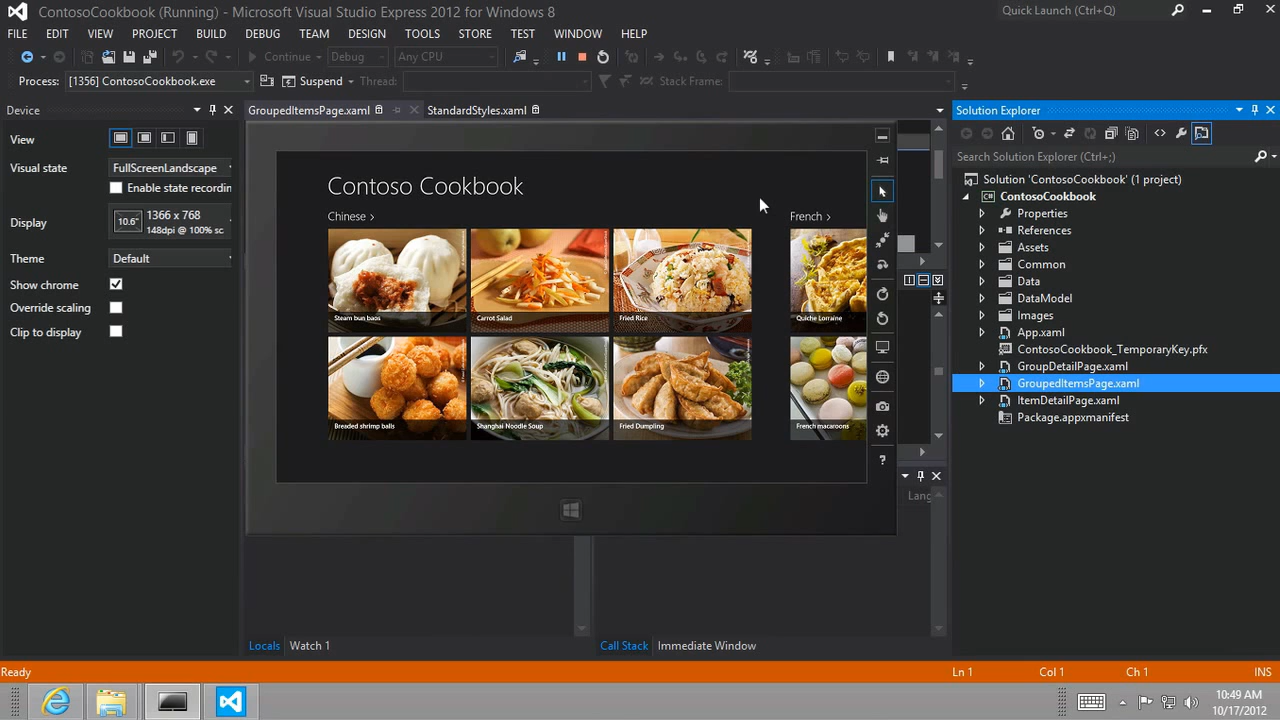 ContosoCookbook (Running) - Microsoft Visual Studio Express 2012 for Windows 8
Quick Launch (Ctrl+Q)
FILE EDIT VIEW PROJECT BUILD DEBUG TEAM DESIGN TOOLS STORE TEST WINDOW HELP
Continue Debug Any CPU
Process: [1356] ContosoCookbook.exe Suspend Thread: Stack Frame:
Device
View
Visual state FullScreenLandscape
Enable state recordin
Display 10.6" 1366 x 768
148dpi @ 100% sc
Theme Default
Show chrome
Override scaling
Clip to display
GroupedItemsPage.xaml StandardStyles.xaml
Contoso Cookbook
Chinese >
French >
Steam bun baos
Carrot Salad
Fried Rice
Quiche Lorraine
Breaded shrimp balls
Shanghai Noodle Soup
Fried Dumpling
French macaroons
?
Lang
Locals Watch 1
Call Stack Immediate Window
Solution Explorer
Search Solution Explorer (Ctrl+;)
Solution 'ContosoCookbook' (1 project)
C# ContosoCookbook
Properties
References
Assets
Common
Data
DataModel
Images
App.xaml
ContosoCookbook_TemporaryKey.pfx
GroupDetailPage.xaml
GroupedItemsPage.xaml
ItemDetailPage.xaml
Package.appxmanifest
Ready Ln 1 Col 1 Ch 1 INS
10:49 AM
10/17/2012